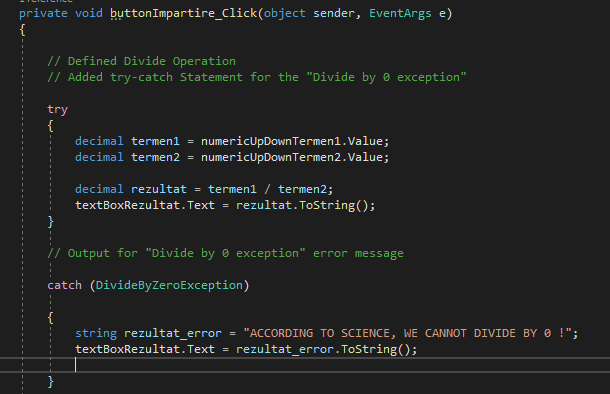 private void buttonImpartire_Click(object sender, EventArgs e)
{
// Defined Divide Operation
// Added try-catch Statement for the "Divide by 0 exception"
try
{
decimal termen1 = numericUpDownTermen1.Value;
decimal termen2 = numericUpDownTermen2.Value;
decimal rezultat = termen1 / termen2;
textBoxRezultat.Text = rezultat.ToString();
}
// Output for "Divide by 0 exception" error message
catch (DivideByZeroException)
{
string rezultat_error = "ACCORDING TO SCIENCE, WE CANNOT DIVIDE BY 0 !";
textBoxRezultat.Text = rezultat_error.ToString();
}